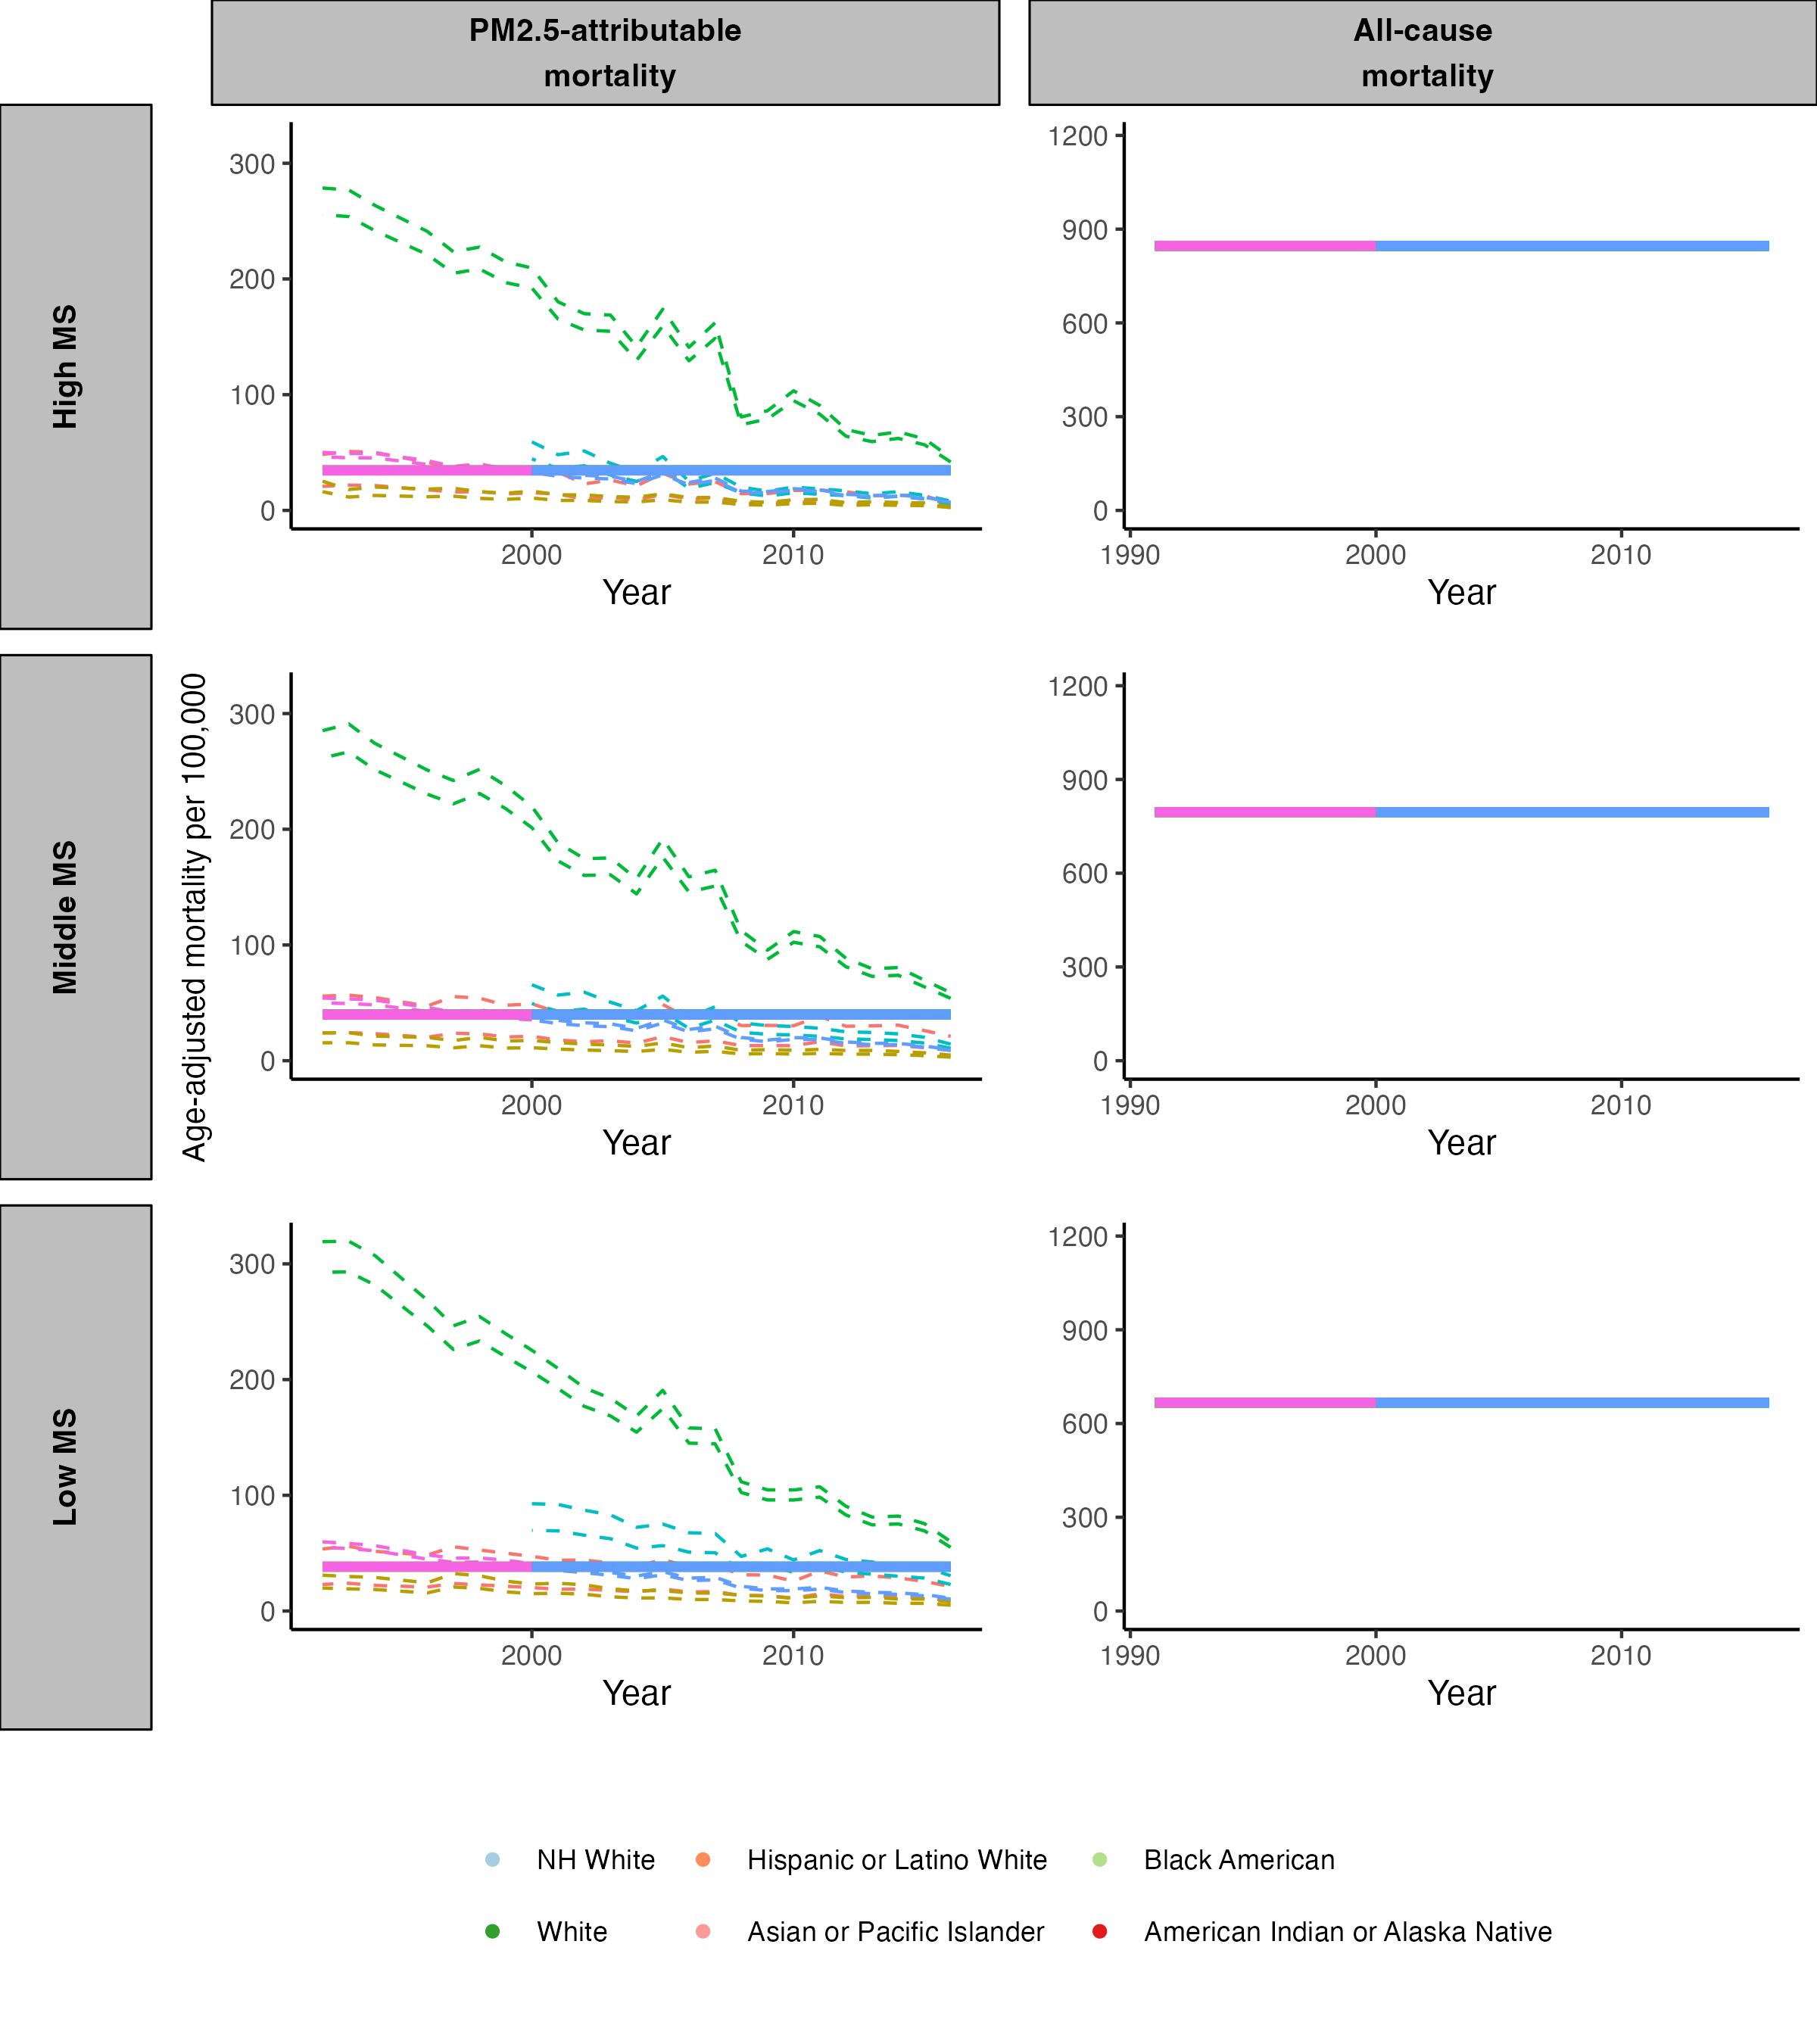 PM2.5-attributable
mortality
All-cause
mortality
High MS
300
200
100
0
2000
2010
Year
1200
900
600
300
0
1990
2000
2010
Year
Middle MS
Age-adjusted mortality per 100,000
300
200
100
0
2000
2010
Year
1200
900
600
300
0
1990
2000
2010
Year
Low MS
300
200
100
0
2000
2010
Year
1200
900
600
300
0
1990
2000
2010
Year
NH White
Hispanic or Latino White
Black American
White
Asian or Pacific Islander
American Indian or Alaska Native